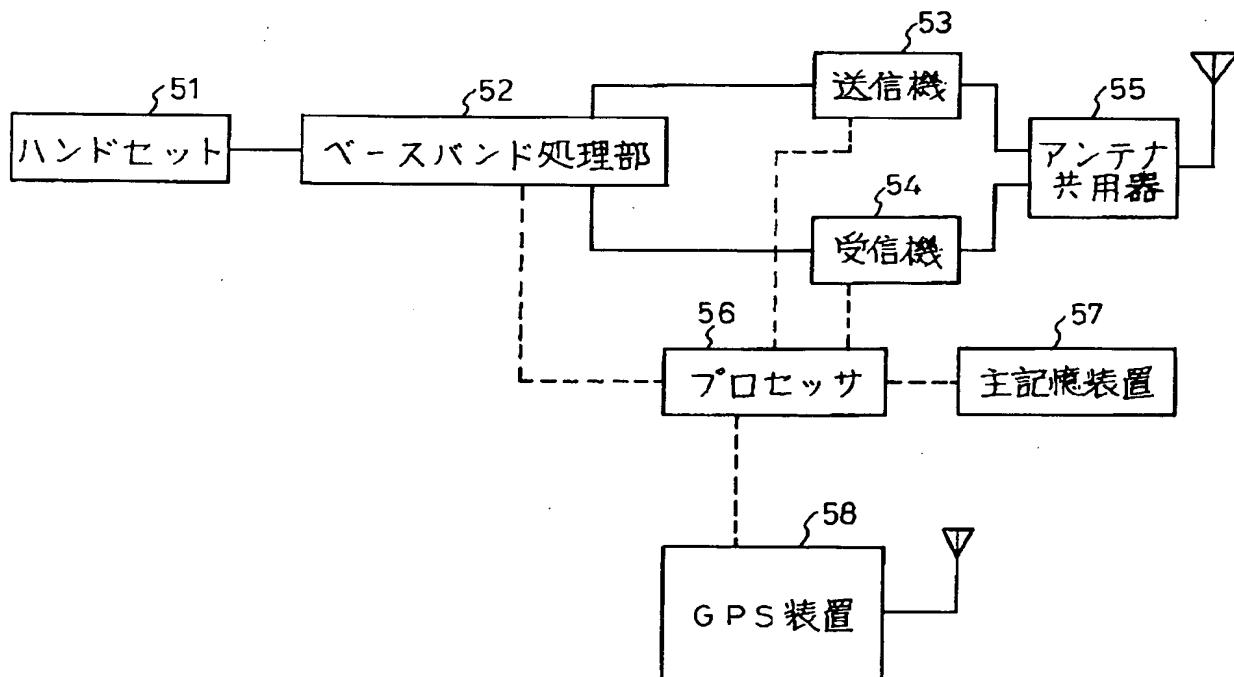 53
送信機
51
ハンドセット
52
ベースバンド処理部
55
アンテナ
共用器
54
受信機
56
プロセッサ
57
主記憶装置
58
GPS装置